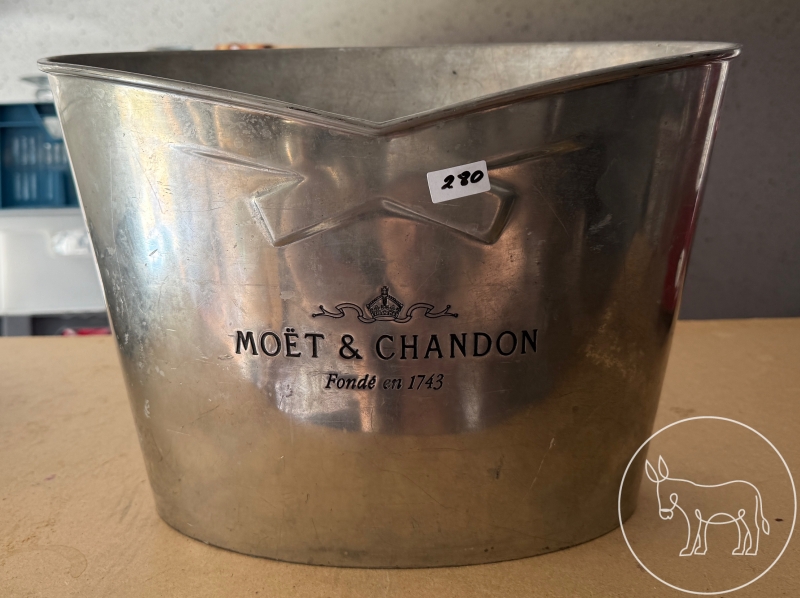 280
MOËT & CHANDON
Fondé en 1743